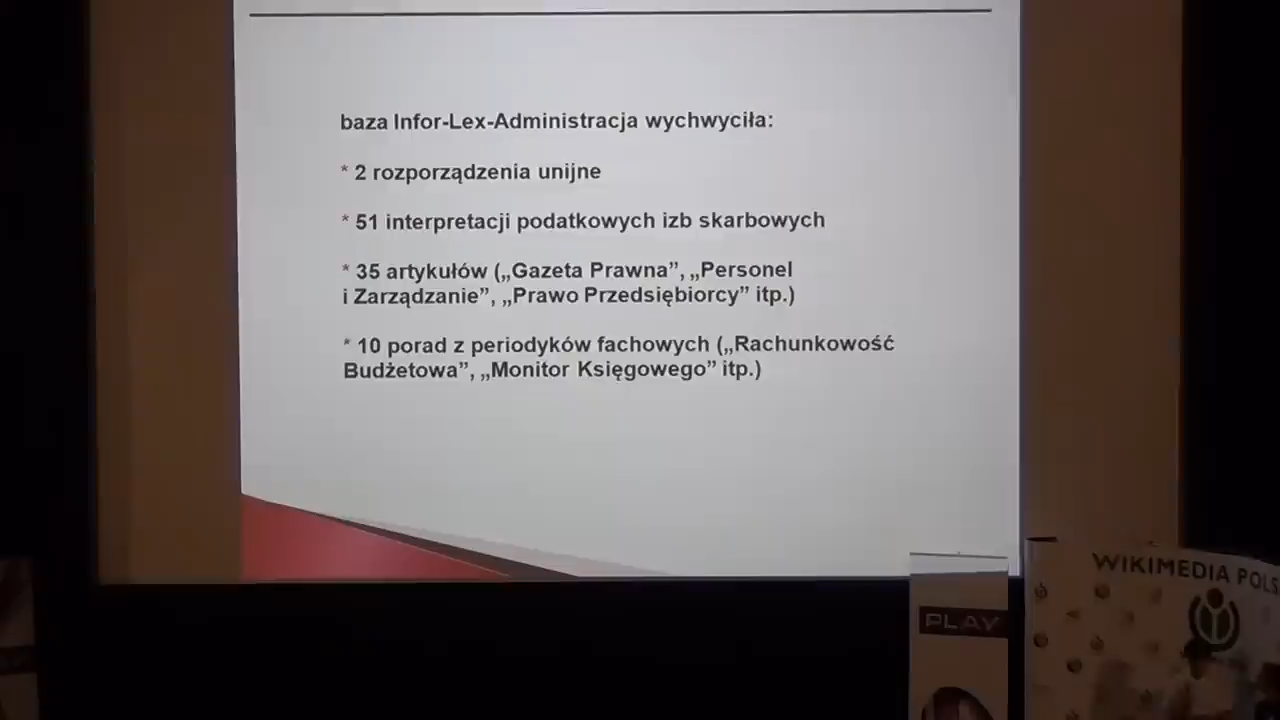 baza Infor-Lex-Administracja wychwyciła:
* 2 rozporządzenia unijne
* 51 interpretacji podatkowych izb skarbowych
* 35 artykułów („Gazeta Prawna”, „Personel
i Zarządzanie”, „Prawo Przedsiębiorcy” itp.)
* 10 porad z periodyków fachowych („Rachunkowość
Budżetowa”, „Monitor Księgowego” itp.)
WIKIMEDIA POLS
PLAY